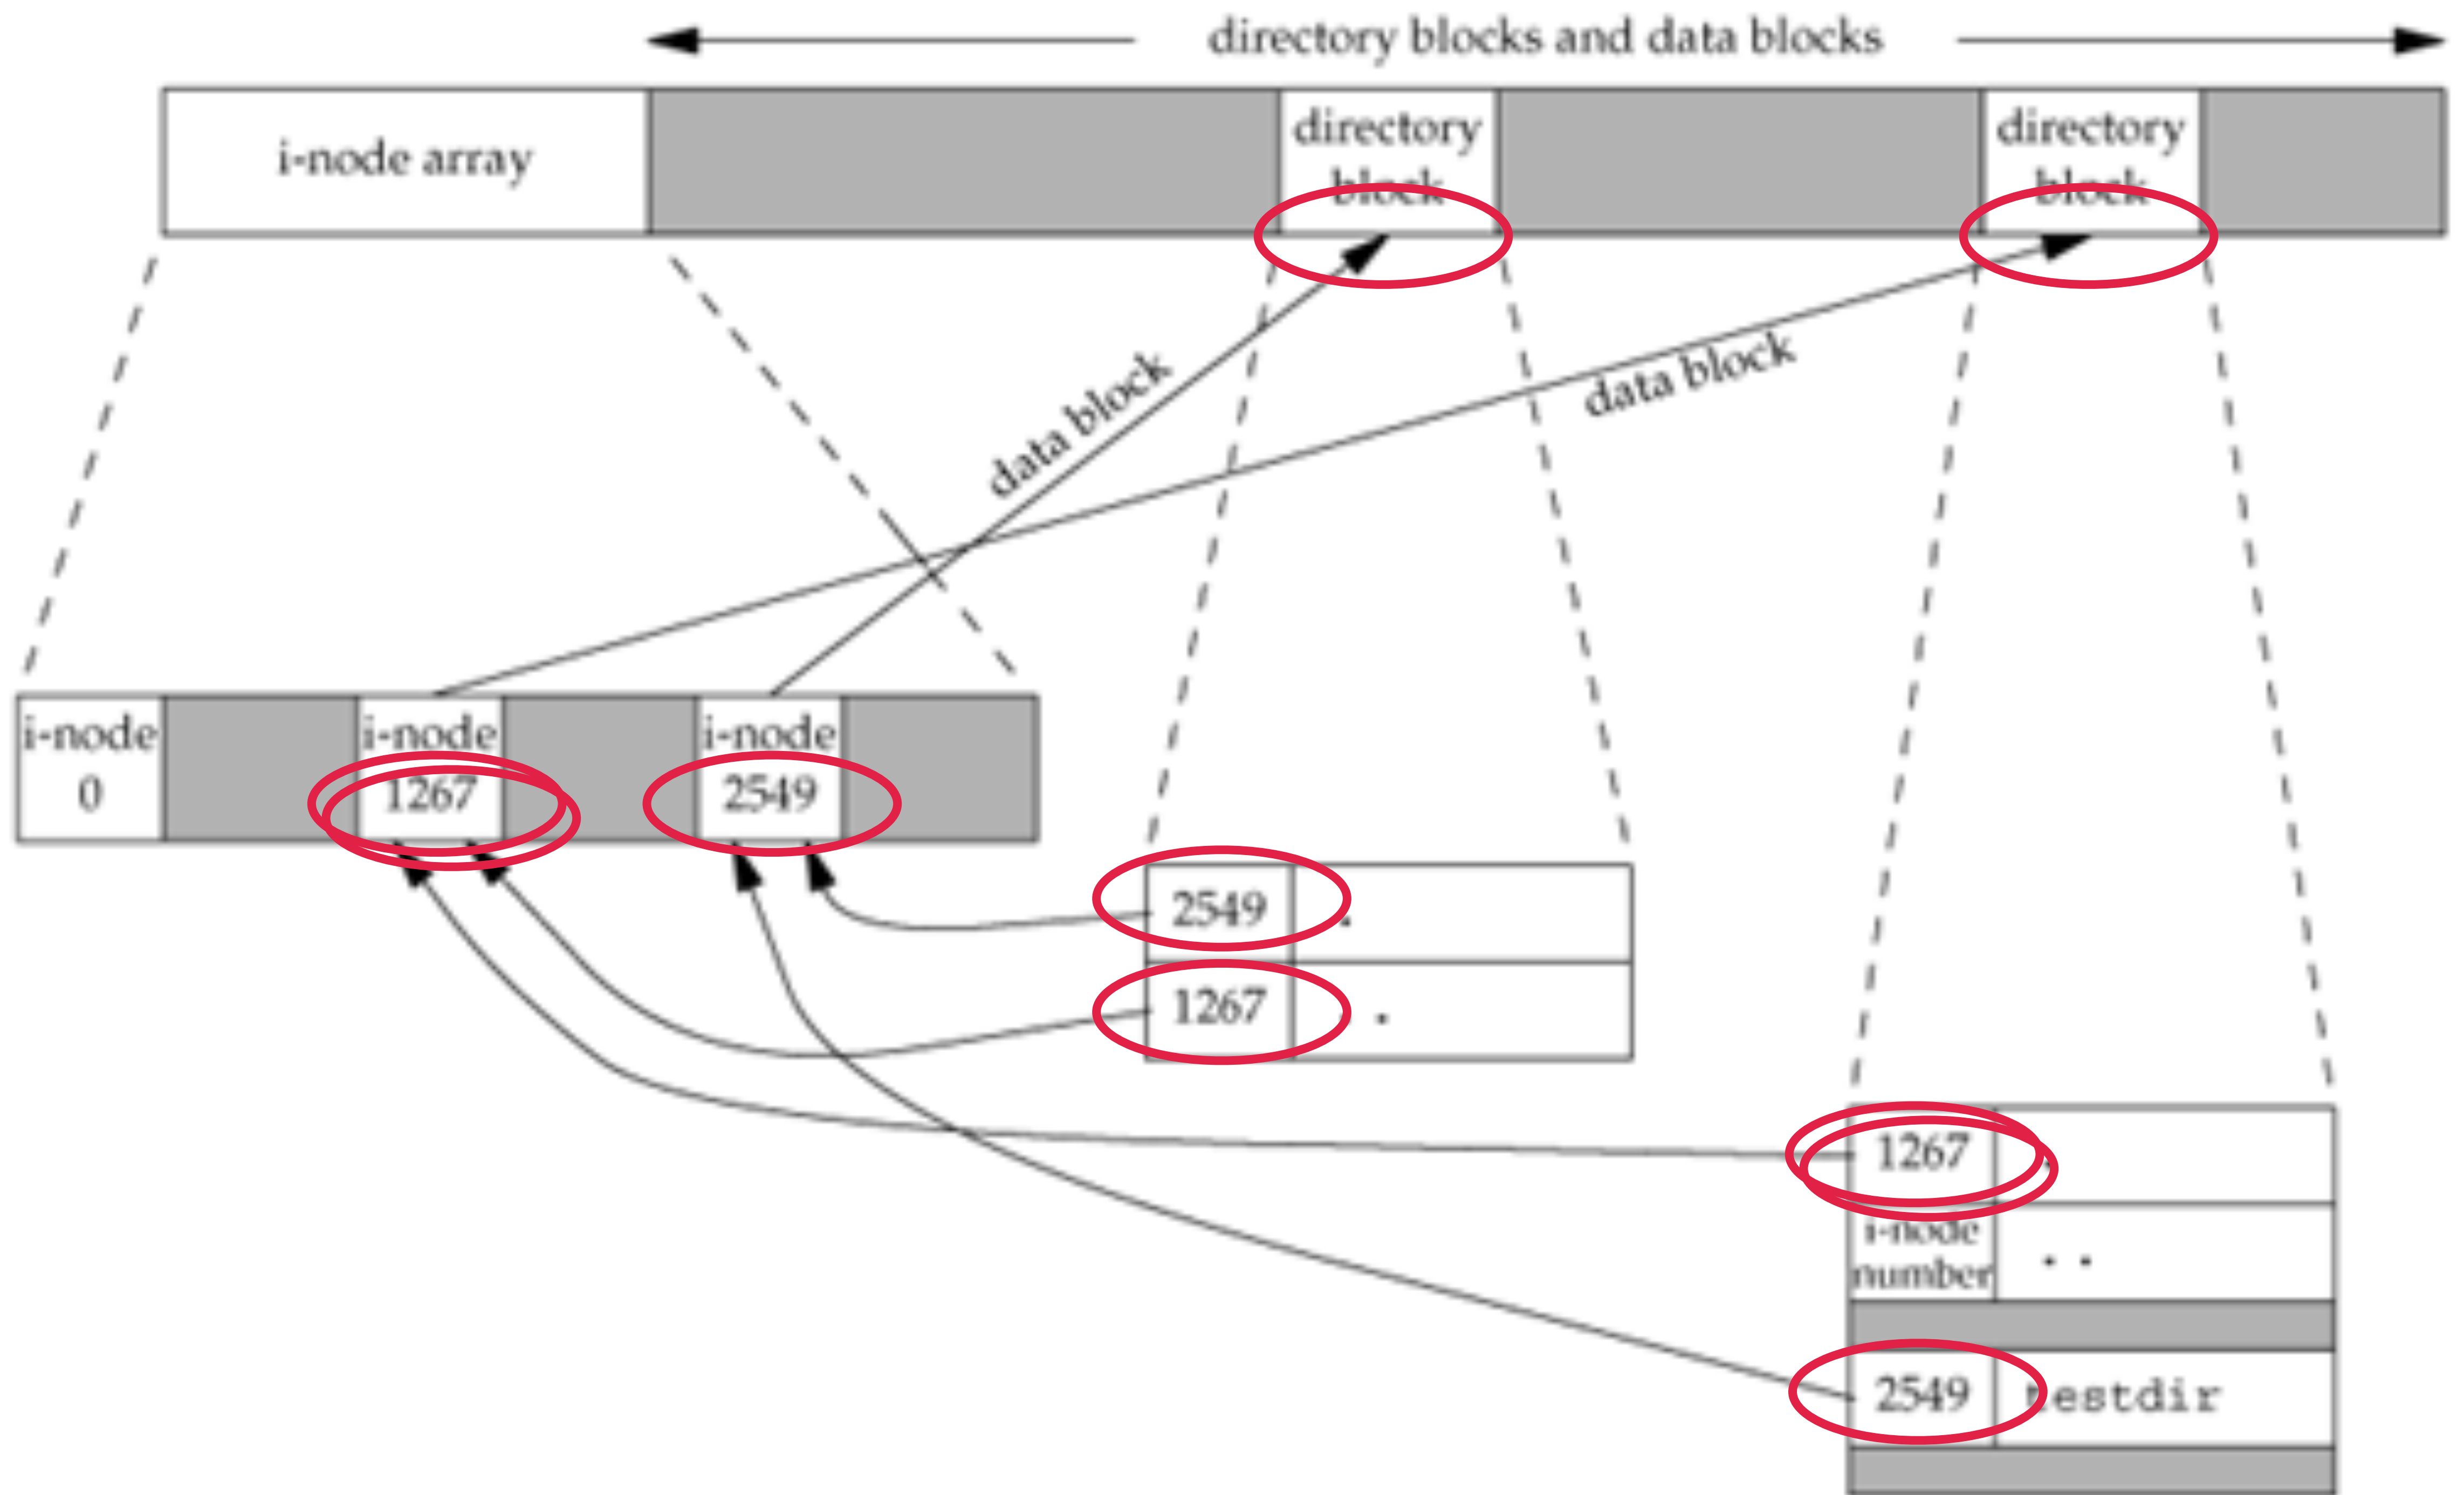 directory blocks and data blocks
i-node array
directory
block
directory
block
data block
data block
i-node
0
i-node
1267
i-node
2549
2549 .
1267 . .
1267 .
i-node
number . .
2549 testdir